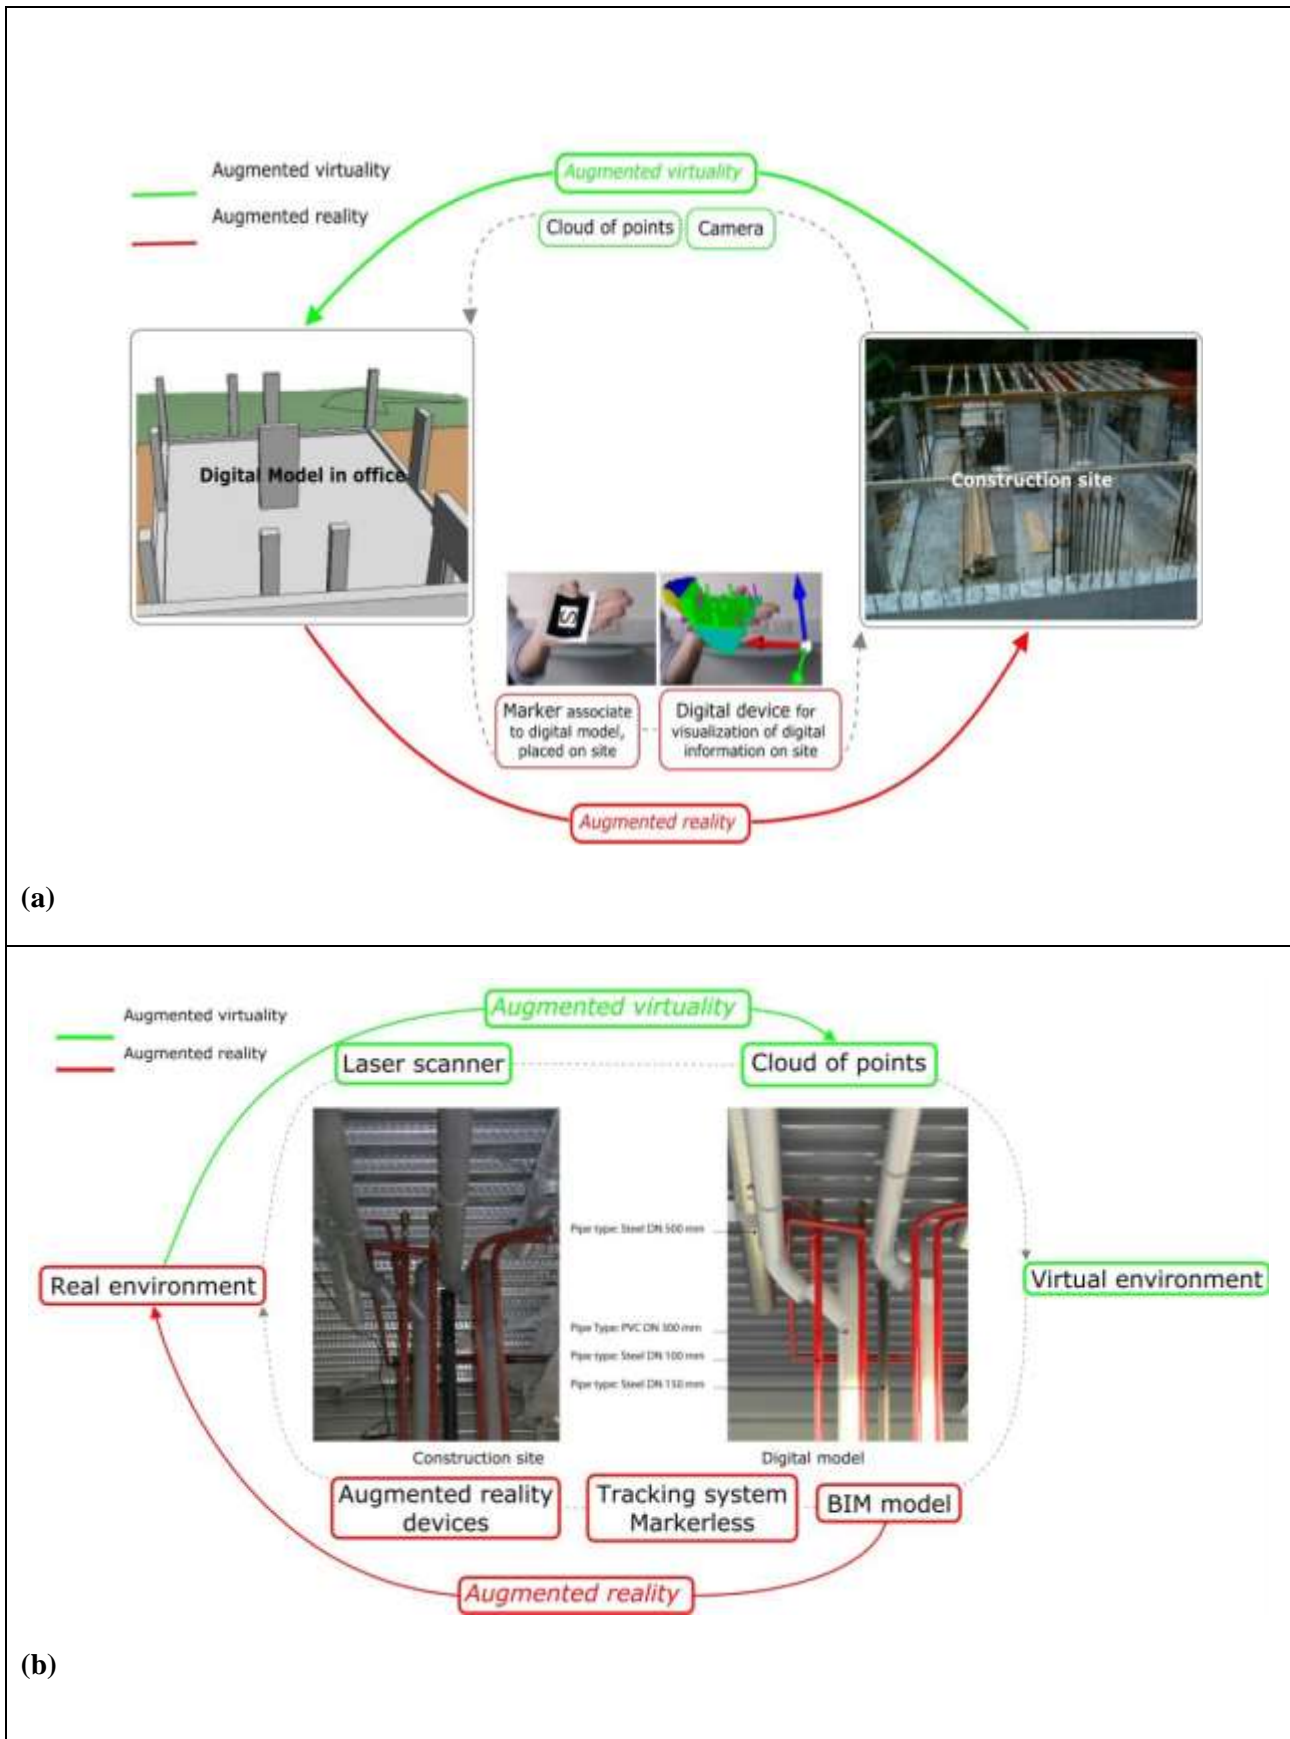 Augmented virtuality
Augmented reality
Augmented virtuality
Cloud of points
Camera
Digital Model in office
Construction site
Marker associate
to digital model,
placed on site
Digital device for
visualization of digital
information on site
Augmented reality
(a)
Augmented virtuality
Augmented reality
Augmented virtuality
Laser scanner
Cloud of points
Pipe type: Steel DN 500 mm
Real environment
Virtual environment
Pipe Type: PVC DN 300 mm
Pipe type: Steel DN 100 mm
Pipe type: Steel DN 150 mm
Construction site
Digital model
Augmented reality
devices
Tracking system
Markerless
BIM model
Augmented reality
(b)